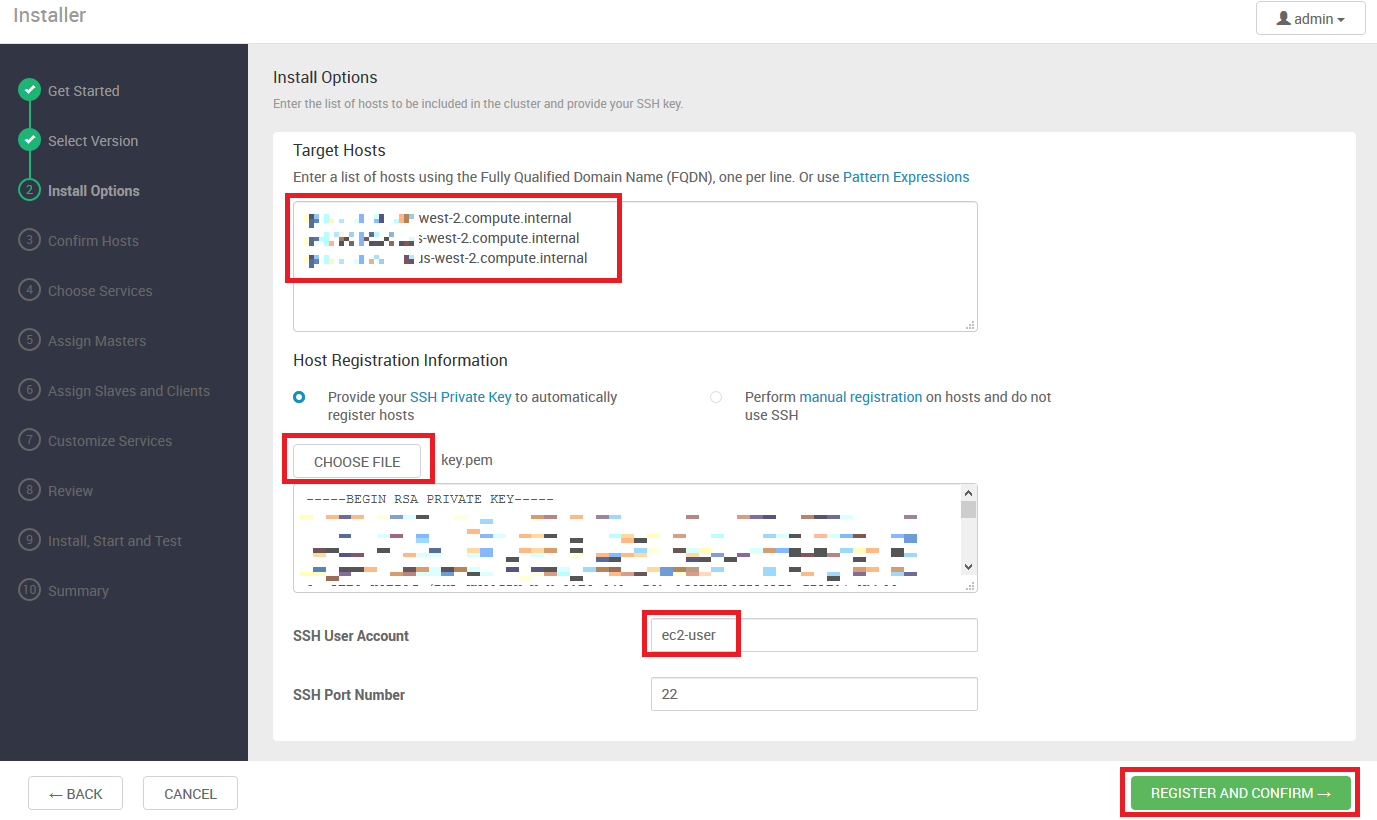 Installer
admin
Get Started
Select Version
2 Install Options
3 Confirm Hosts
4 Choose Services
5 Assign Masters
6 Assign Slaves and Clients
7 Customize Services
8 Review
9 Install, Start and Test
10 Summary
Install Options
Enter the list of hosts to be included in the cluster and provide your SSH key.
Target Hosts
Enter a list of hosts using the Fully Qualified Domain Name (FQDN), one per line. Or use Pattern Expressions
west-2.compute.internal
s-west-2.compute.internal
us-west-2.compute.internal
Host Registration Information
Provide your SSH Private Key to automatically
register hosts
Perform manual registration on hosts and do not
use SSH
CHOOSE FILE key.pem
-----BEGIN RSA PRIVATE KEY-----
SSH User Account ec2-user
SSH Port Number 22
← BACK
CANCEL
REGISTER AND CONFIRM →